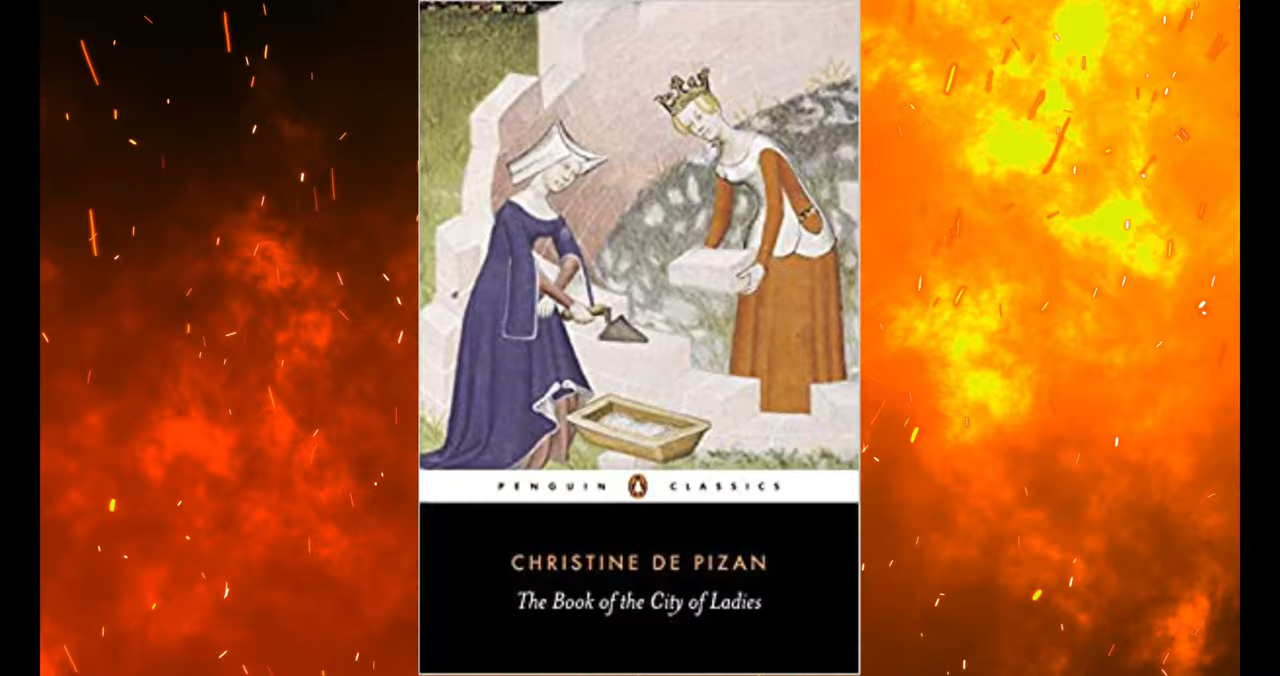 PENGUIN CLASSICS
CHRISTINE DE PIZAN
The Book of the City of Ladies